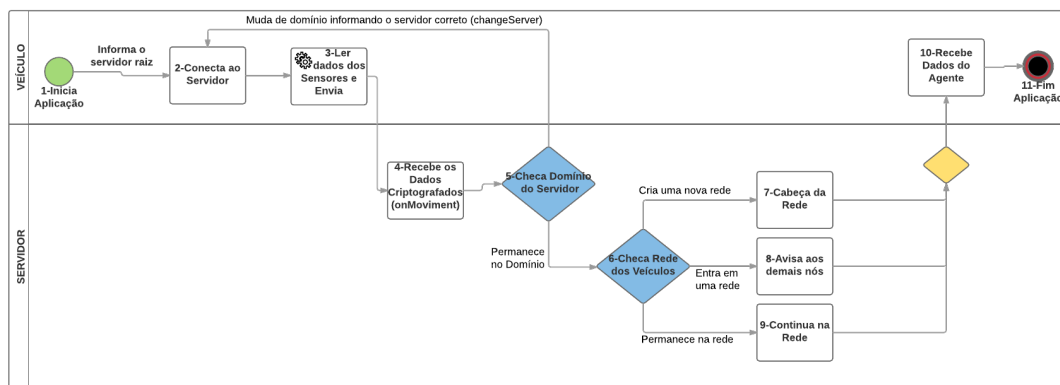 Muda de domínio informando o servidor correto (changeServer)
VEÍCULO
Informa o
servidor raiz
1-Inicia
Aplicação
2-Conecta ao
Servidor
3-Ler
dados dos
Sensores e
Envia
10-Recebe
Dados do
Agente
11-Fim
Aplicação
SERVIDOR
4-Recebe os
Dados
Criptografados
(onMoviment)
5-Checa Domínio
do Servidor
Permanece
no Domínio
6-Checa Rede
dos Veículos
Cria uma nova rede
7-Cabeça da
Rede
Entra em
uma rede
8-Avisa aos
demais nós
Permanece na rede
9-Continua na
Rede